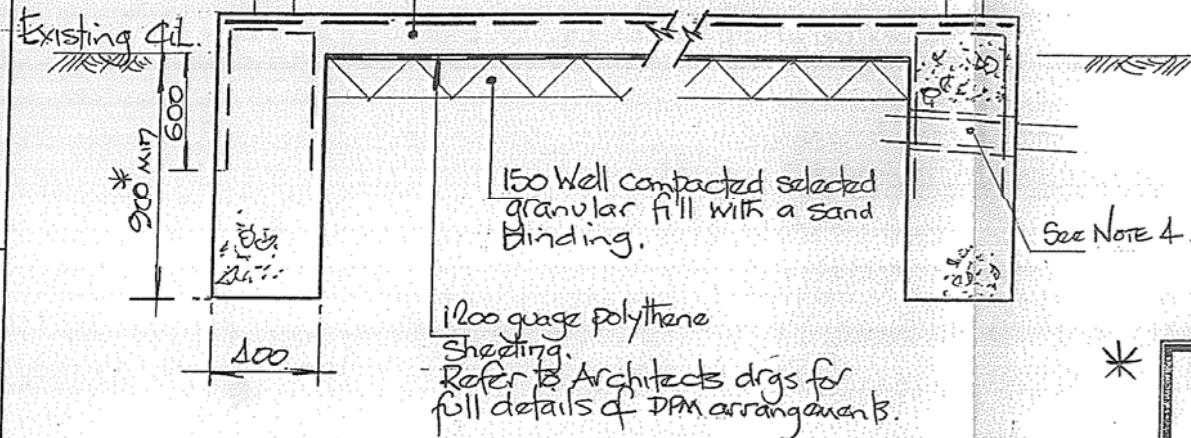 Existing G.L.
600
900 MIN
*
150 Well compacted selected
granular fill with a sand
blinding.
See NOTE 4.
1200 guage polythene
Sheeting.
Refer to Architects drgs for
full details of DPM arrangements.
400
*